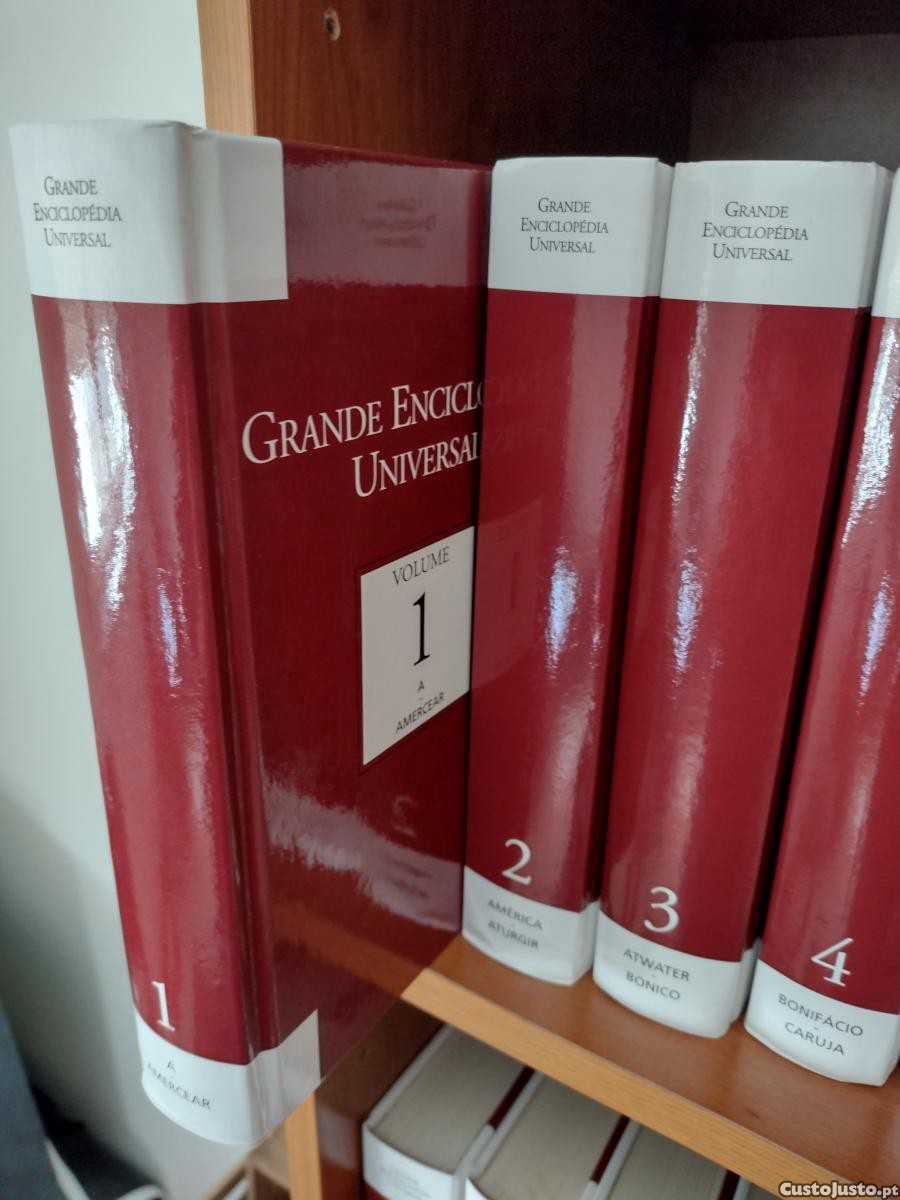 GRANDE
ENCICLOPÉDIA
UNIVERSAL
1
A
-
AMERCEAR
GRANDE ENCICL
UNIVERSAL
VOLUME
1
A
-
AMERCEAR
GRANDE
ENCICLOPÉDIA
UNIVERSAL
2
AMÉRICA
-
ATURGIR
GRANDE
ENCICLOPÉDIA
UNIVERSAL
3
ATWATER
-
BONICO
4
BONIFÁCIO
-
CARUJA
CustoJusto.pt